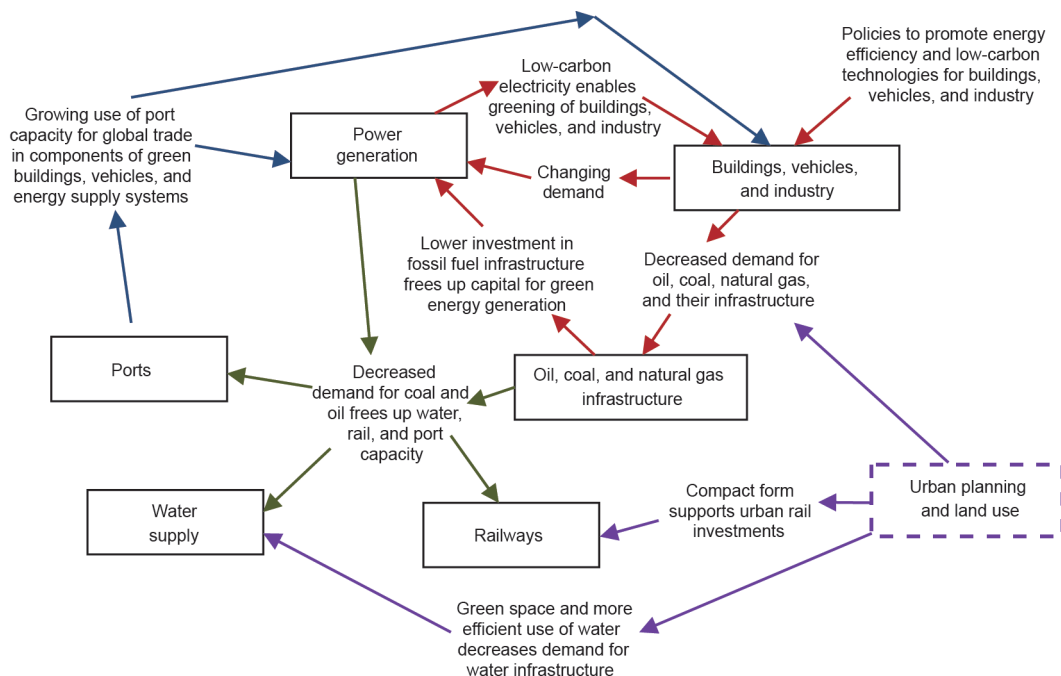 Policies to promote energy
efficiency and low-carbon
technologies for buildings,
vehicles, and industry
Low-carbon
electricity enables
greening of buildings,
vehicles, and industry
Growing use of port
capacity for global trade
in components of green
buildings, vehicles, and
energy supply systems
Power
generation
Changing
demand
Buildings, vehicles,
and industry
Lower investment in
fossil fuel infrastructure
frees up capital for green
energy generation
Decreased demand for
oil, coal, natural gas,
and their infrastructure
Ports
Decreased
demand for coal and
oil frees up water,
rail, and port
capacity
Oil, coal, and natural gas
infrastructure
Water
supply
Railways
Compact form
supports urban rail
investments
Urban planning
and land use
Green space and more
efficient use of water
decreases demand for
water infrastructure